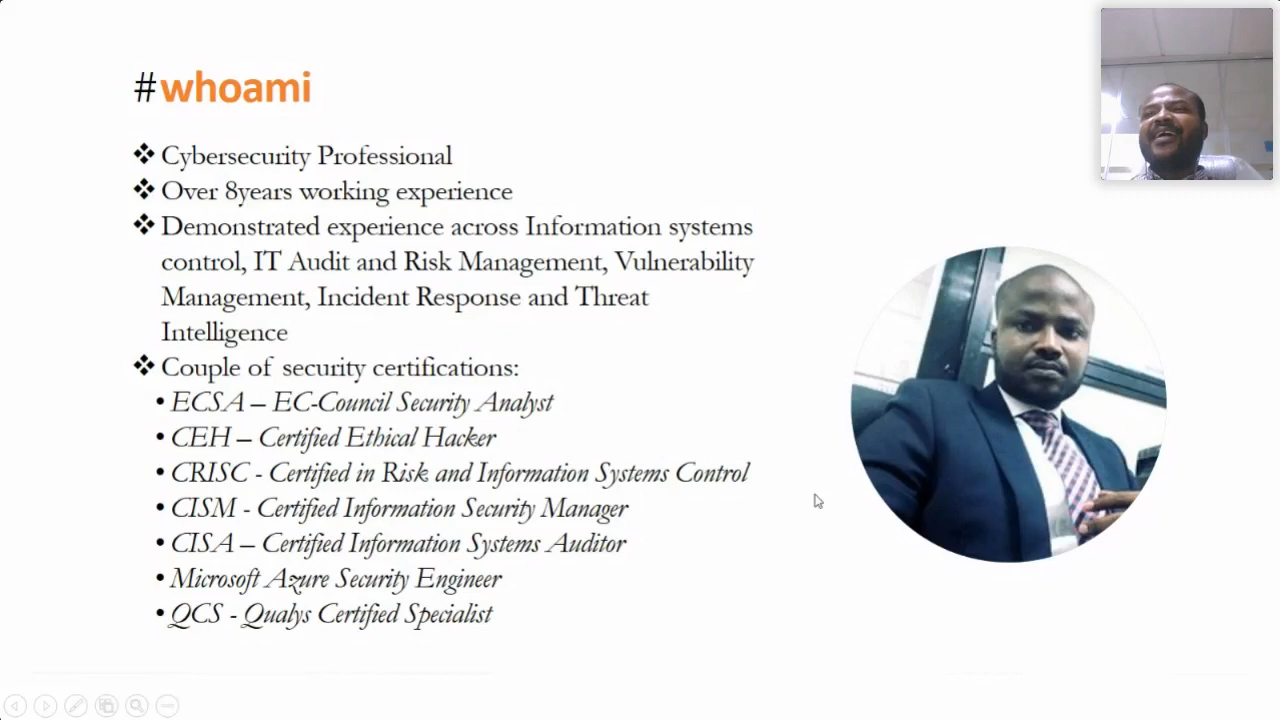 #whoami
❖ Cybersecurity Professional
❖ Over 8years working experience
❖ Demonstrated experience across Information systems
control, IT Audit and Risk Management, Vulnerability
Management, Incident Response and Threat
Intelligence
❖ Couple of security certifications:
• ECSA – EC-Council Security Analyst
• CEH – Certified Ethical Hacker
• CRISC - Certified in Risk and Information Systems Control
• CISM - Certified Information Security Manager
• CISA – Certified Information Systems Auditor
• Microsoft Azure Security Engineer
• QCS - Qualys Certified Specialist